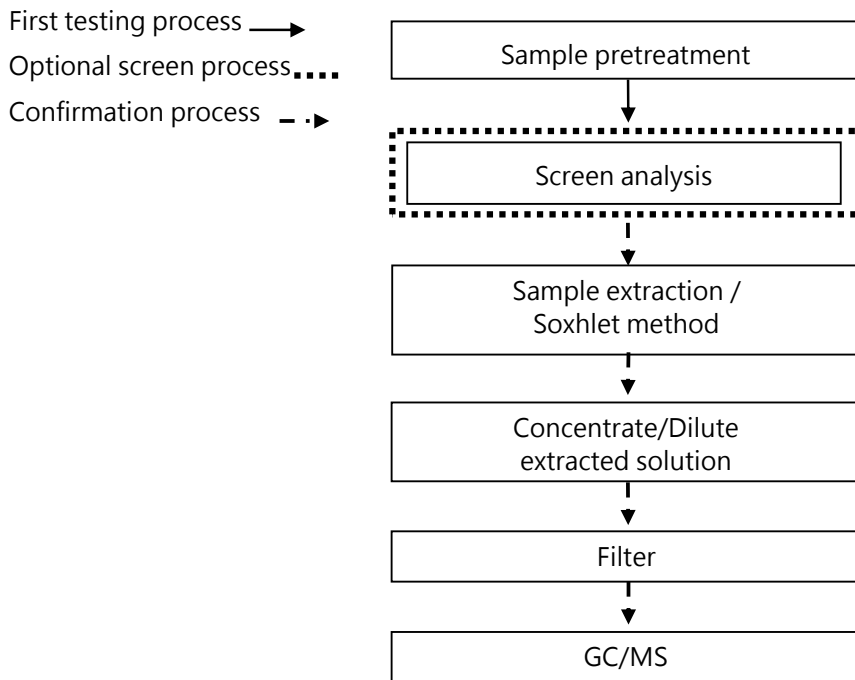 First testing process
Optional screen process
Confirmation process
Sample pretreatment
Screen analysis
Sample extraction /
Soxhlet method
Concentrate/Dilute
extracted solution
Filter
GC/MS